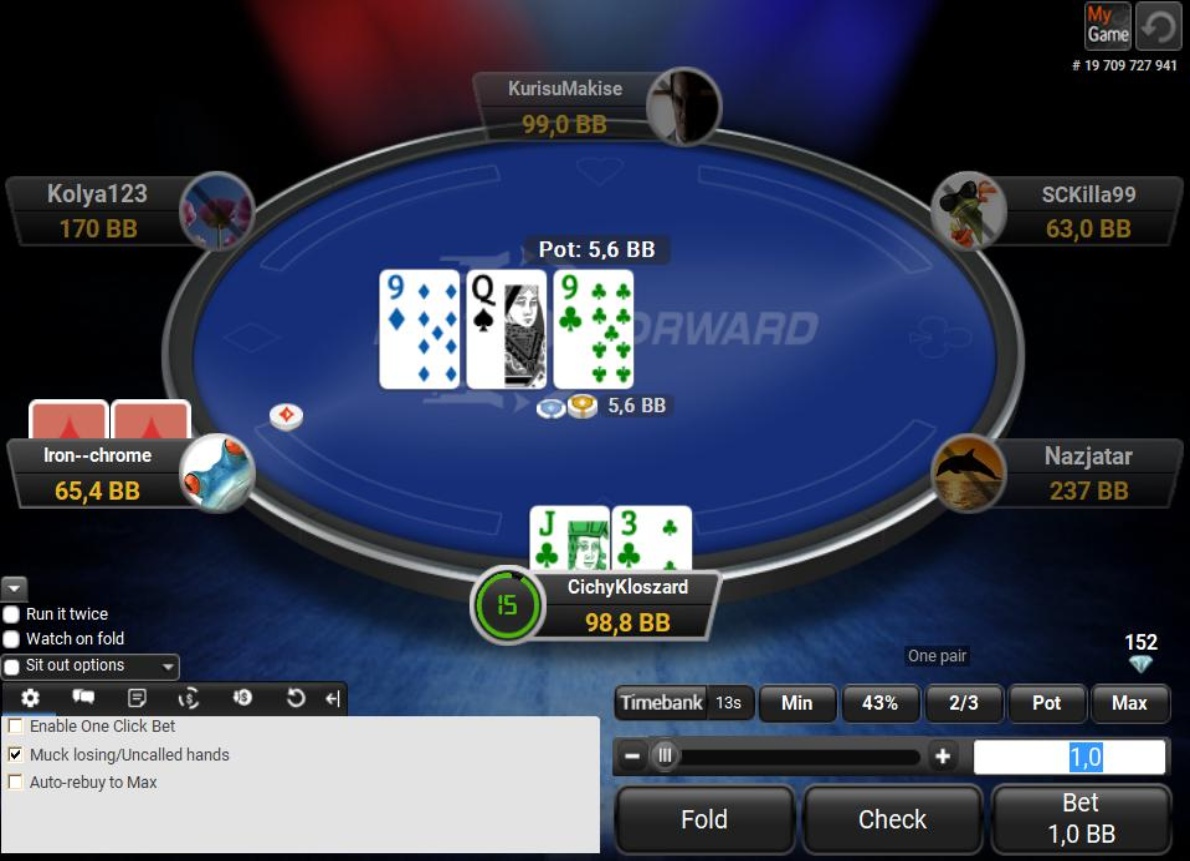 My
Game
# 19 709 727 941
KurisuMakise
99,0 BB
Kolya123
170 BB
SCKilla99
63,0 BB
Pot: 5,6 BB
9
Q
9
ORWARD
5,6 BB
Iron--chrome
65,4 BB
Nazjatar
237 BB
J
3
15
CichyKloszard
98,8 BB
Run it twice
Watch on fold
Sit out options
152
One pair
Timebank 13s
Min
43%
2/3
Pot
Max
Enable One Click Bet
Muck losing/Uncalled hands
Auto-rebuy to Max
1,0
Fold
Check
Bet
1,0 BB